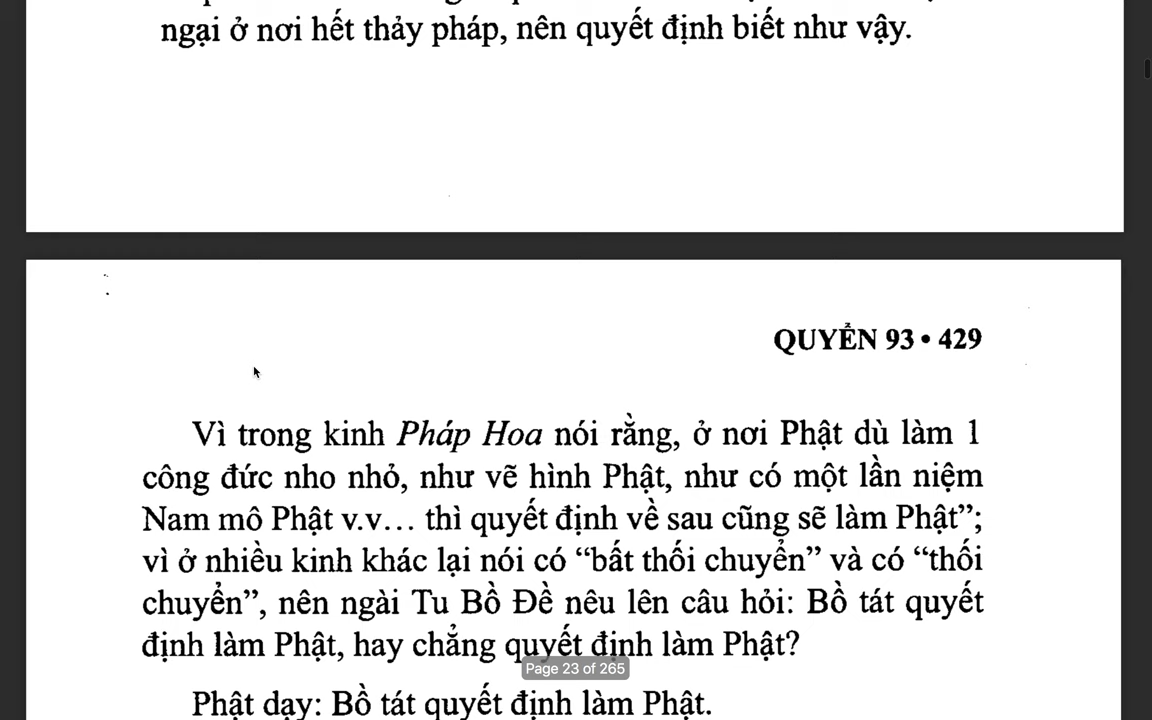 ngại ở nơi hết thảy pháp, nên quyết định biết như vậy.
QUYỂN 93 • 429
Vì trong kinh Pháp Hoa nói rằng, ở nơi Phật dù làm 1
công đức nho nhỏ, như vẽ hình Phật, như có một lần niệm
Nam mô Phật v.v... thì quyết định về sau cũng sẽ làm Phật”;
vì ở nhiều kinh khác lại nói có “bất thối chuyển” và có “thối
chuyển”, nên ngài Tu Bồ Đề nêu lên câu hỏi: Bồ tát quyết
định làm Phật, hay chẳng quyết định làm Phật?
Page 23 of 265
Phật dạy: Bồ tát quyết định làm Phật.